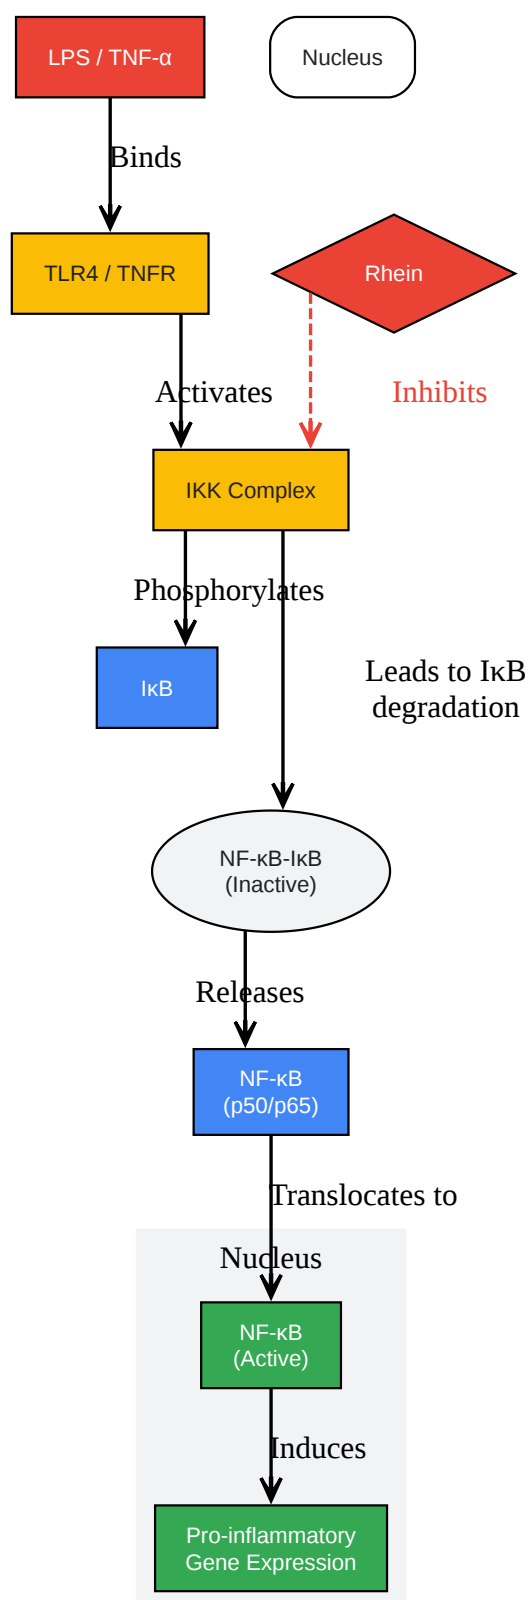 LPS / TNF-α
Nucleus
Binds
TLR4 / TNFR
Rhein
Activates
Inhibits
IKK Complex
Phosphorylates
IκB
Leads to IκB
degradation
NF-κB-IκB
(Inactive)
Releases
NF-κB
(p50/p65)
Translocates to
Nucleus
NF-κB
(Active)
Induces
Pro-inflammatory
Gene Expression